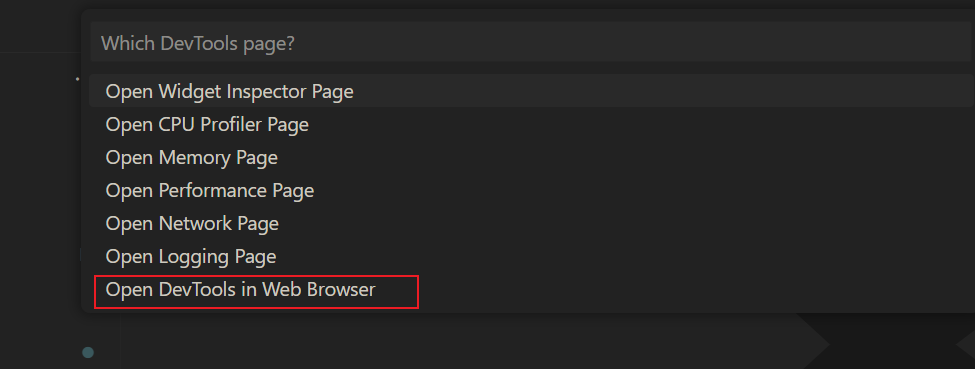 Which DevTools page?
Open Widget Inspector Page
Open CPU Profiler Page
Open Memory Page
Open Performance Page
Open Network Page
Open Logging Page
Open DevTools in Web Browser